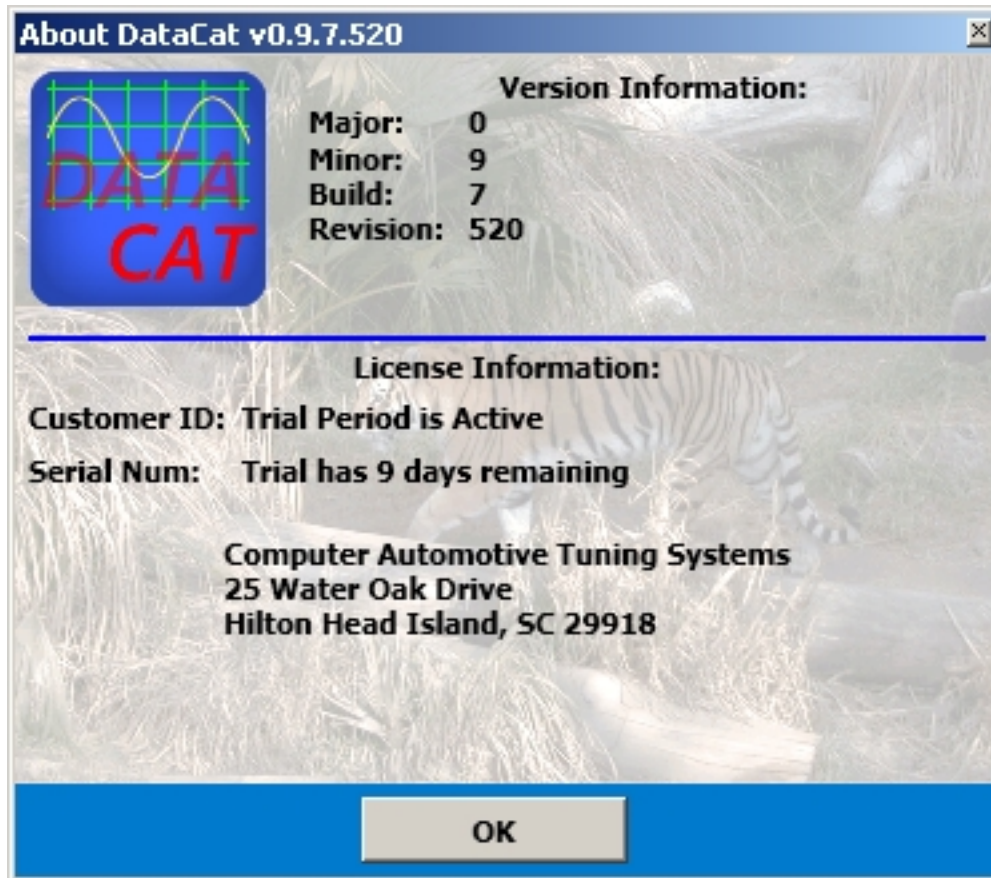 About DataCat v0.9.7.520
DATA
CAT
Version Information:
Major: 0
Minor: 9
Build: 7
Revision: 520
License Information:
Customer ID: Trial Period is Active
Serial Num: Trial has 9 days remaining
Computer Automotive Tuning Systems
25 Water Oak Drive
Hilton Head Island, SC 29918
OK